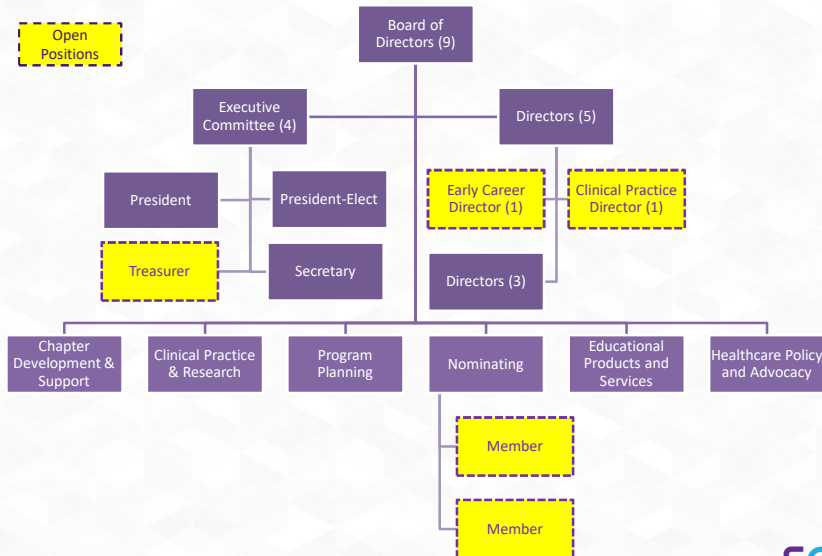 Open
Positions
Board of
Directors (9)
Executive
Committee (4)
Directors (5)
President
President-Elect
Early Career
Director (1)
Clinical Practice
Director (1)
Treasurer
Secretary
Directors (3)
Chapter
Development &
Support
Clinical Practice
& Research
Program
Planning
Nominating
Educational
Products and
Services
Healthcare Policy
and Advocacy
Member
Member